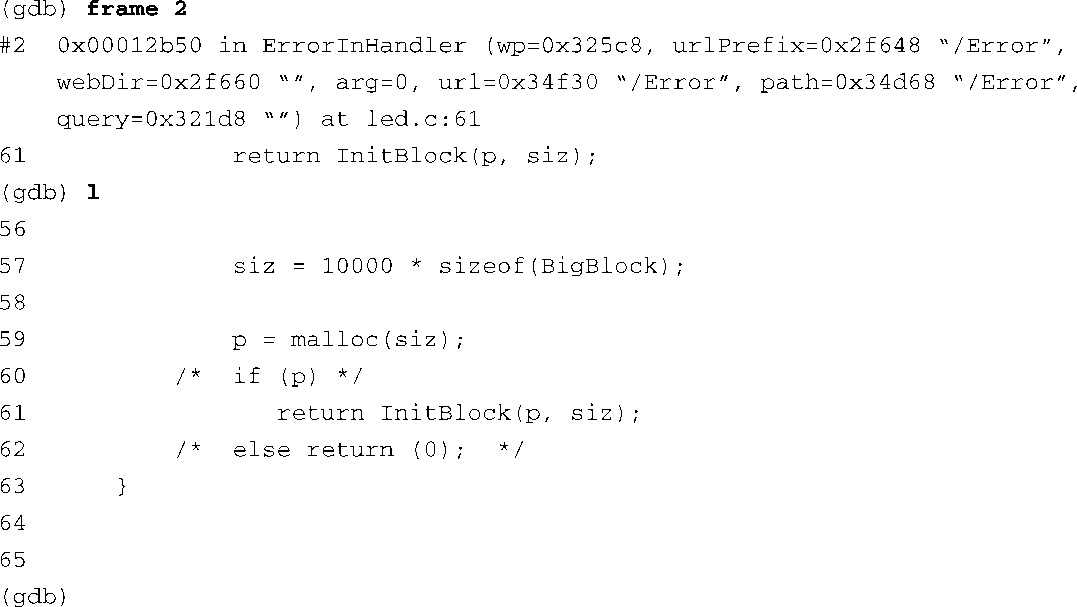 (gdb) frame 2
#2  0x00012b50 in ErrorInHandler (wp=0x325c8, urlPrefix=0x2f648 “/Error”,
    webDir=0x2f660 “”, arg=0, url=0x34f30 “/Error”, path=0x34d68 “/Error”,
    query=0x321d8 “”) at led.c:61
61              return InitBlock(p, siz);
(gdb) l
56
57              siz = 10000 * sizeof(BigBlock);
58
59              p = malloc(siz);
60          /*  if (p) */
61                 return InitBlock(p, siz);
62          /*  else return (0);  */
63      }
64
65
(gdb)